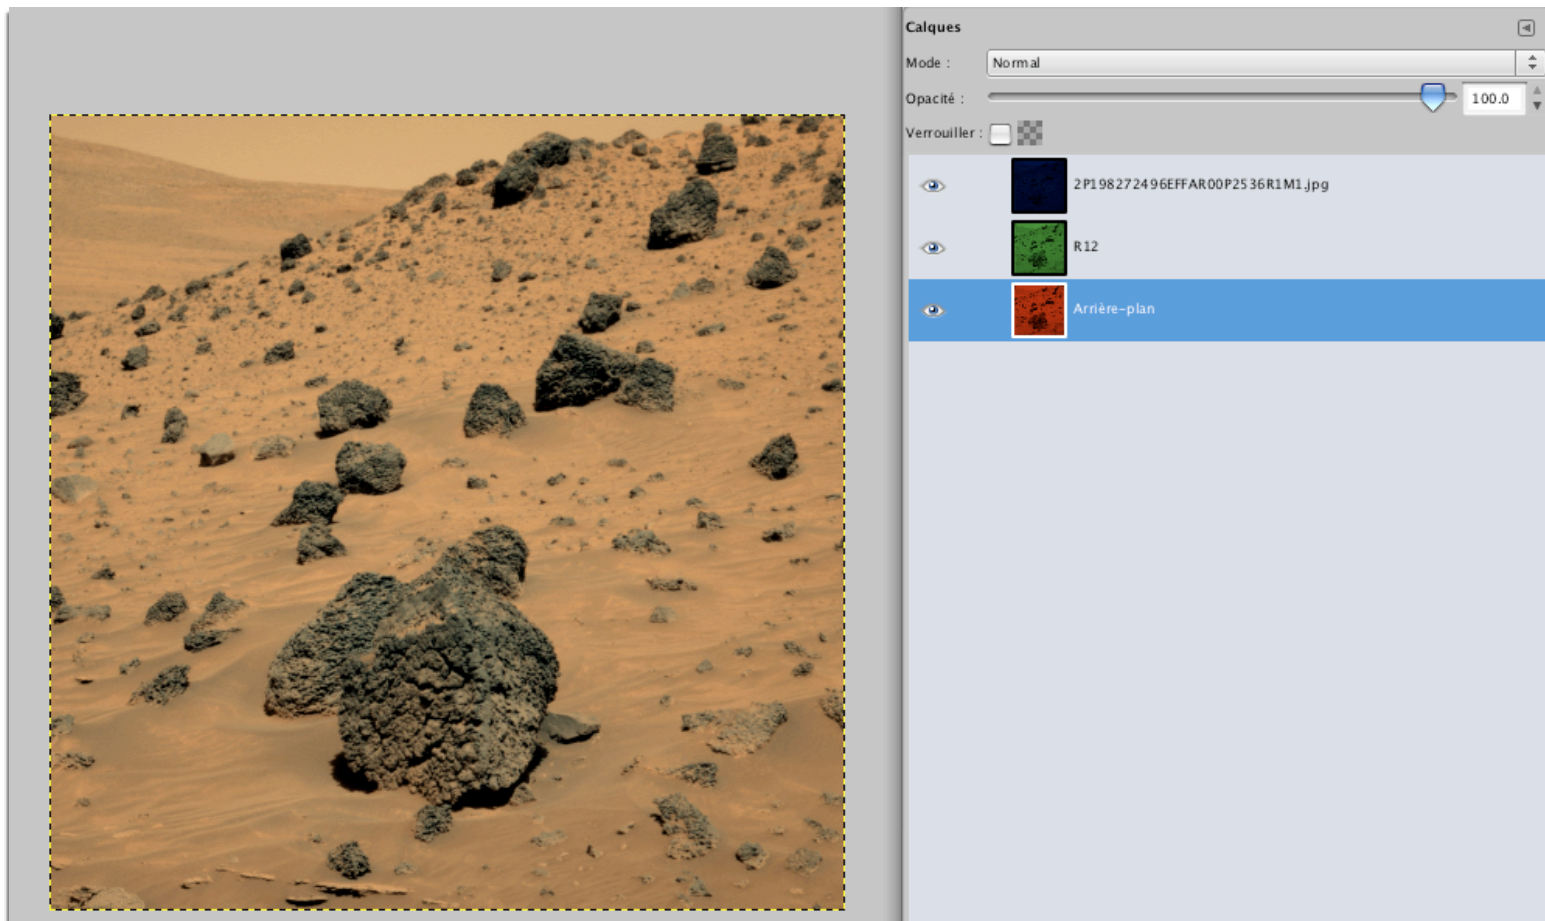 Calques
Mode : Normal
Opacité : 100.0
Verrouiller :
2P198272496EFFAR00P2536R1M1.jpg
R12
Arrière-plan